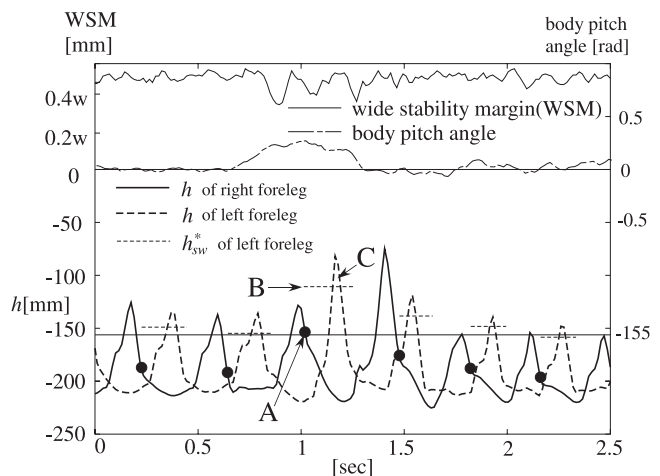 WSM
[mm]
body pitch
angle [rad]
0.4w
0.2w
0
wide stability margin(WSM)
body pitch angle
0.5
0
-0.5
h of right foreleg
h of left foreleg
h*sw of left foreleg
-50
-100
h[mm]
-150
-200
-250
B
C
A
-155
0
0.5
1
1.5
2
2.5
[sec]